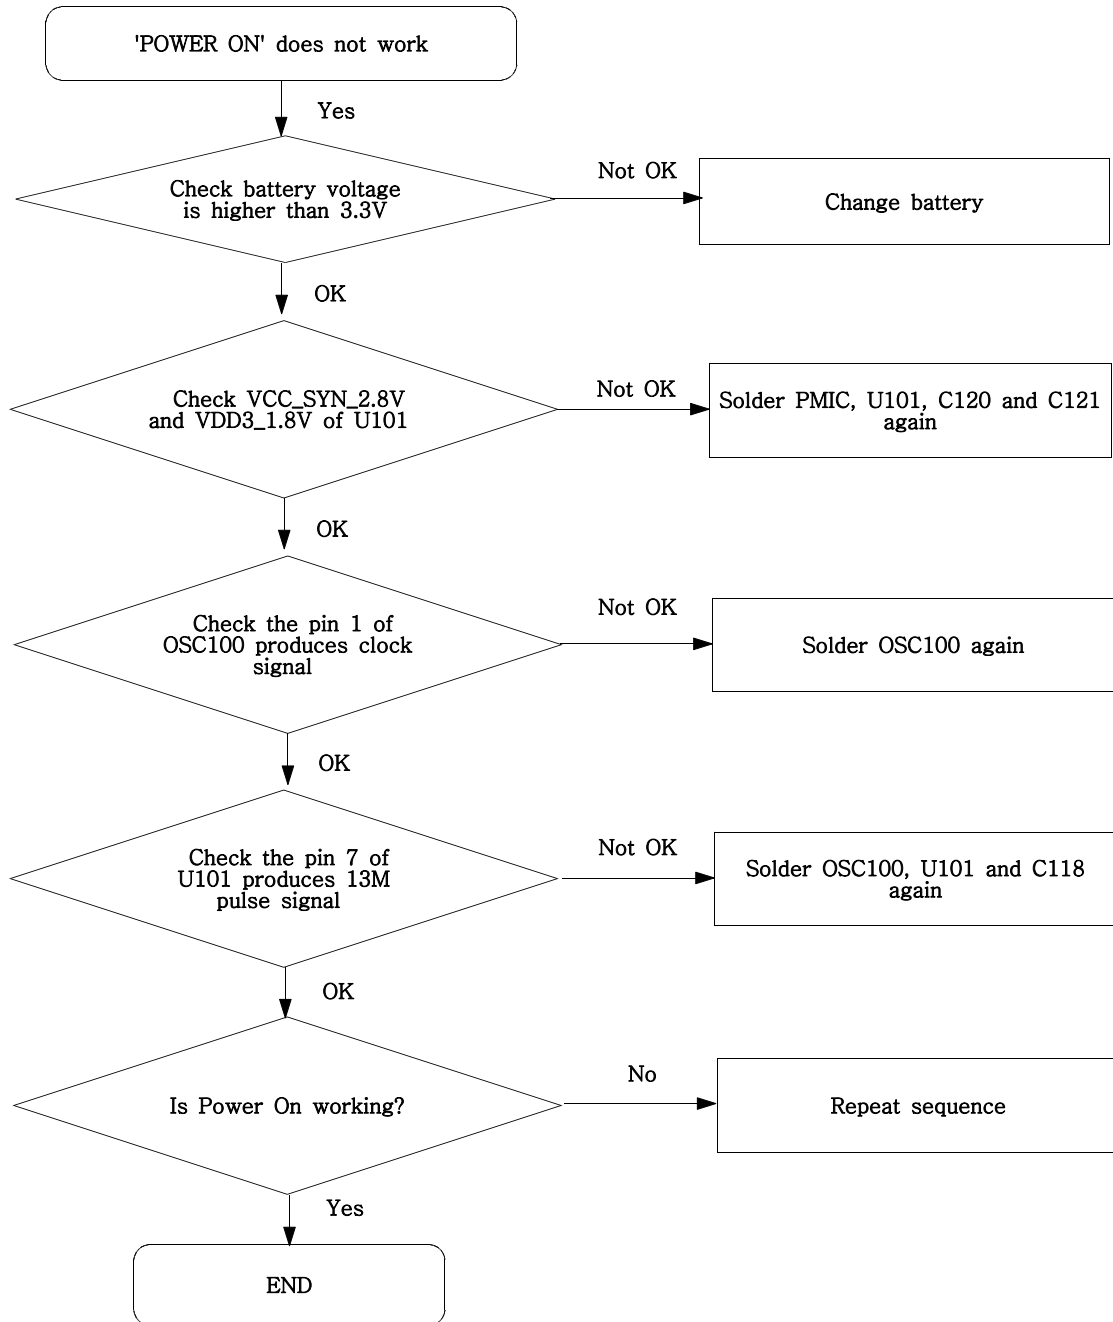 'POWER ON' does not work
Yes
Check battery voltage
is higher than 3.3V
Not OK
Change battery
OK
Check VCC_SYN_2.8V
and VDD3_1.8V of U101
Not OK
Solder PMIC, U101, C120 and C121
again
OK
Check the pin 1 of
OSC100 produces clock
signal
Not OK
Solder OSC100 again
OK
Check the pin 7 of
U101 produces 13M
pulse signal
Not OK
Solder OSC100, U101 and C118
again
OK
Is Power On working?
No
Repeat sequence
Yes
END